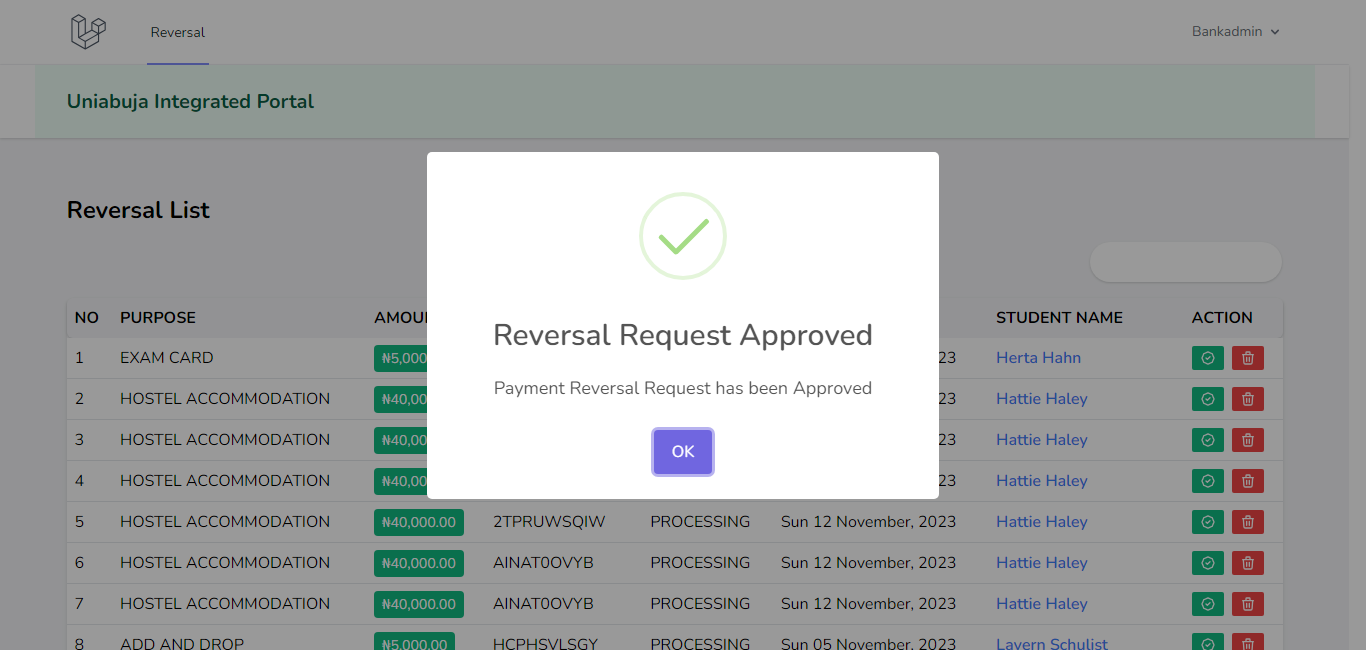 Reversal
Bankadmin
Uniabuja Integrated Portal
Reversal List
Reversal Request Approved
Payment Reversal Request has been Approved
OK
NO PURPOSE AMOU STUDENT NAME ACTION
1 EXAM CARD ₦5,000 23 Herta Hahn
2 HOSTEL ACCOMMODATION ₦40,00 23 Hattie Haley
3 HOSTEL ACCOMMODATION ₦40,00 23 Hattie Haley
4 HOSTEL ACCOMMODATION ₦40,00 23 Hattie Haley
5 HOSTEL ACCOMMODATION ₦40,000.00 2TPRUWSQIW PROCESSING Sun 12 November, 2023 Hattie Haley
6 HOSTEL ACCOMMODATION ₦40,000.00 AINAT0OVYB PROCESSING Sun 12 November, 2023 Hattie Haley
7 HOSTEL ACCOMMODATION ₦40,000.00 AINAT0OVYB PROCESSING Sun 12 November, 2023 Hattie Haley
8 ADD AND DROP ₦5,000.00 HCPHSVLSGY PROCESSING Sun 05 November, 2023 Lavern Schulist